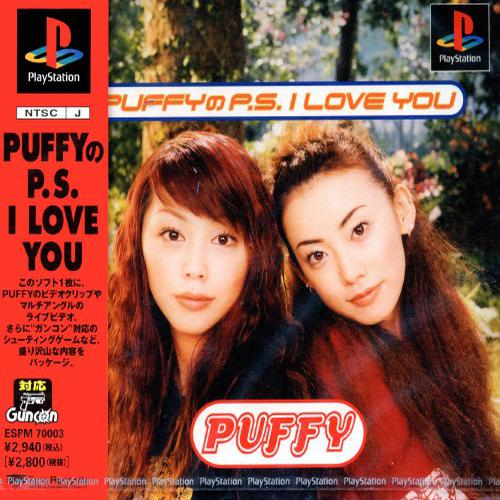 PlayStation
NTSC J
PUFFYの
P.S.
I LOVE
YOU
このソフト1枚に、
PUFFYのビデオクリップや
マルチアングルの
ライブビデオ、
さらに"ガンコン"対応の
シューティングゲームなど、
盛り沢山な内容を
パッケージ。
対応
Guncon
ESPM 70003
¥2,940(税込)
[¥2,800(税抜)]
PlayStation
PUFFYのP.S. I LOVE YOU
PUFFY
PlayStation PlayStation PlayStation PlayStation PlayStation PlayStation PlayStation